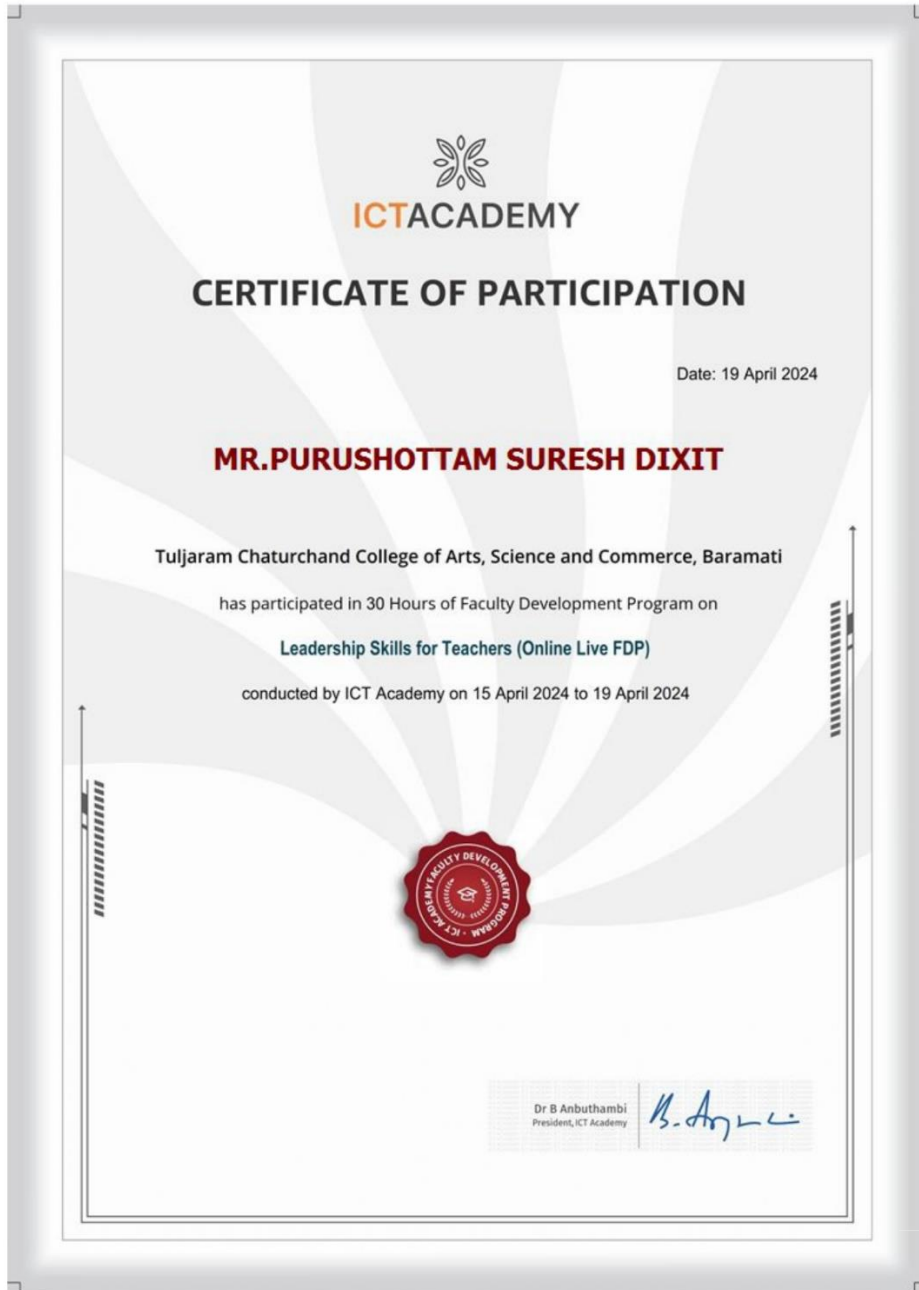 ICTACADEMY
CERTIFICATE OF PARTICIPATION
Date: 19 April 2024
MR.PURUSHOTTAM SURESH DIXIT
Tuljaram Chaturchand College of Arts, Science and Commerce, Baramati
has participated in 30 Hours of Faculty Development Program on
Leadership Skills for Teachers (Online Live FDP)
conducted by ICT Academy on 15 April 2024 to 19 April 2024
FACULTY DEVELOPMENT PROGRAM · ICT ACADEMY
Dr B Anbuthambi
President, ICT Academy